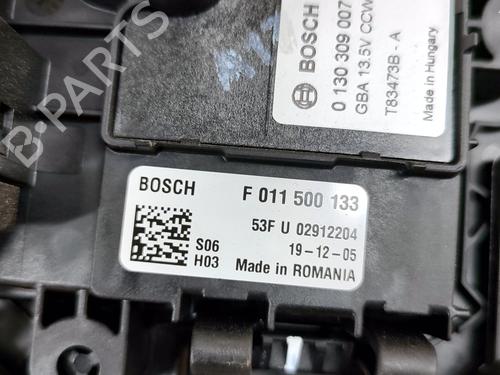 BOSCH
0 130 309 007
GBA 13.5V CCW
T83473B - A
Made in Hungary
BOSCH
F 011 500 133
53F U 02912204
19-12-05
S06
H03
Made in ROMANIA